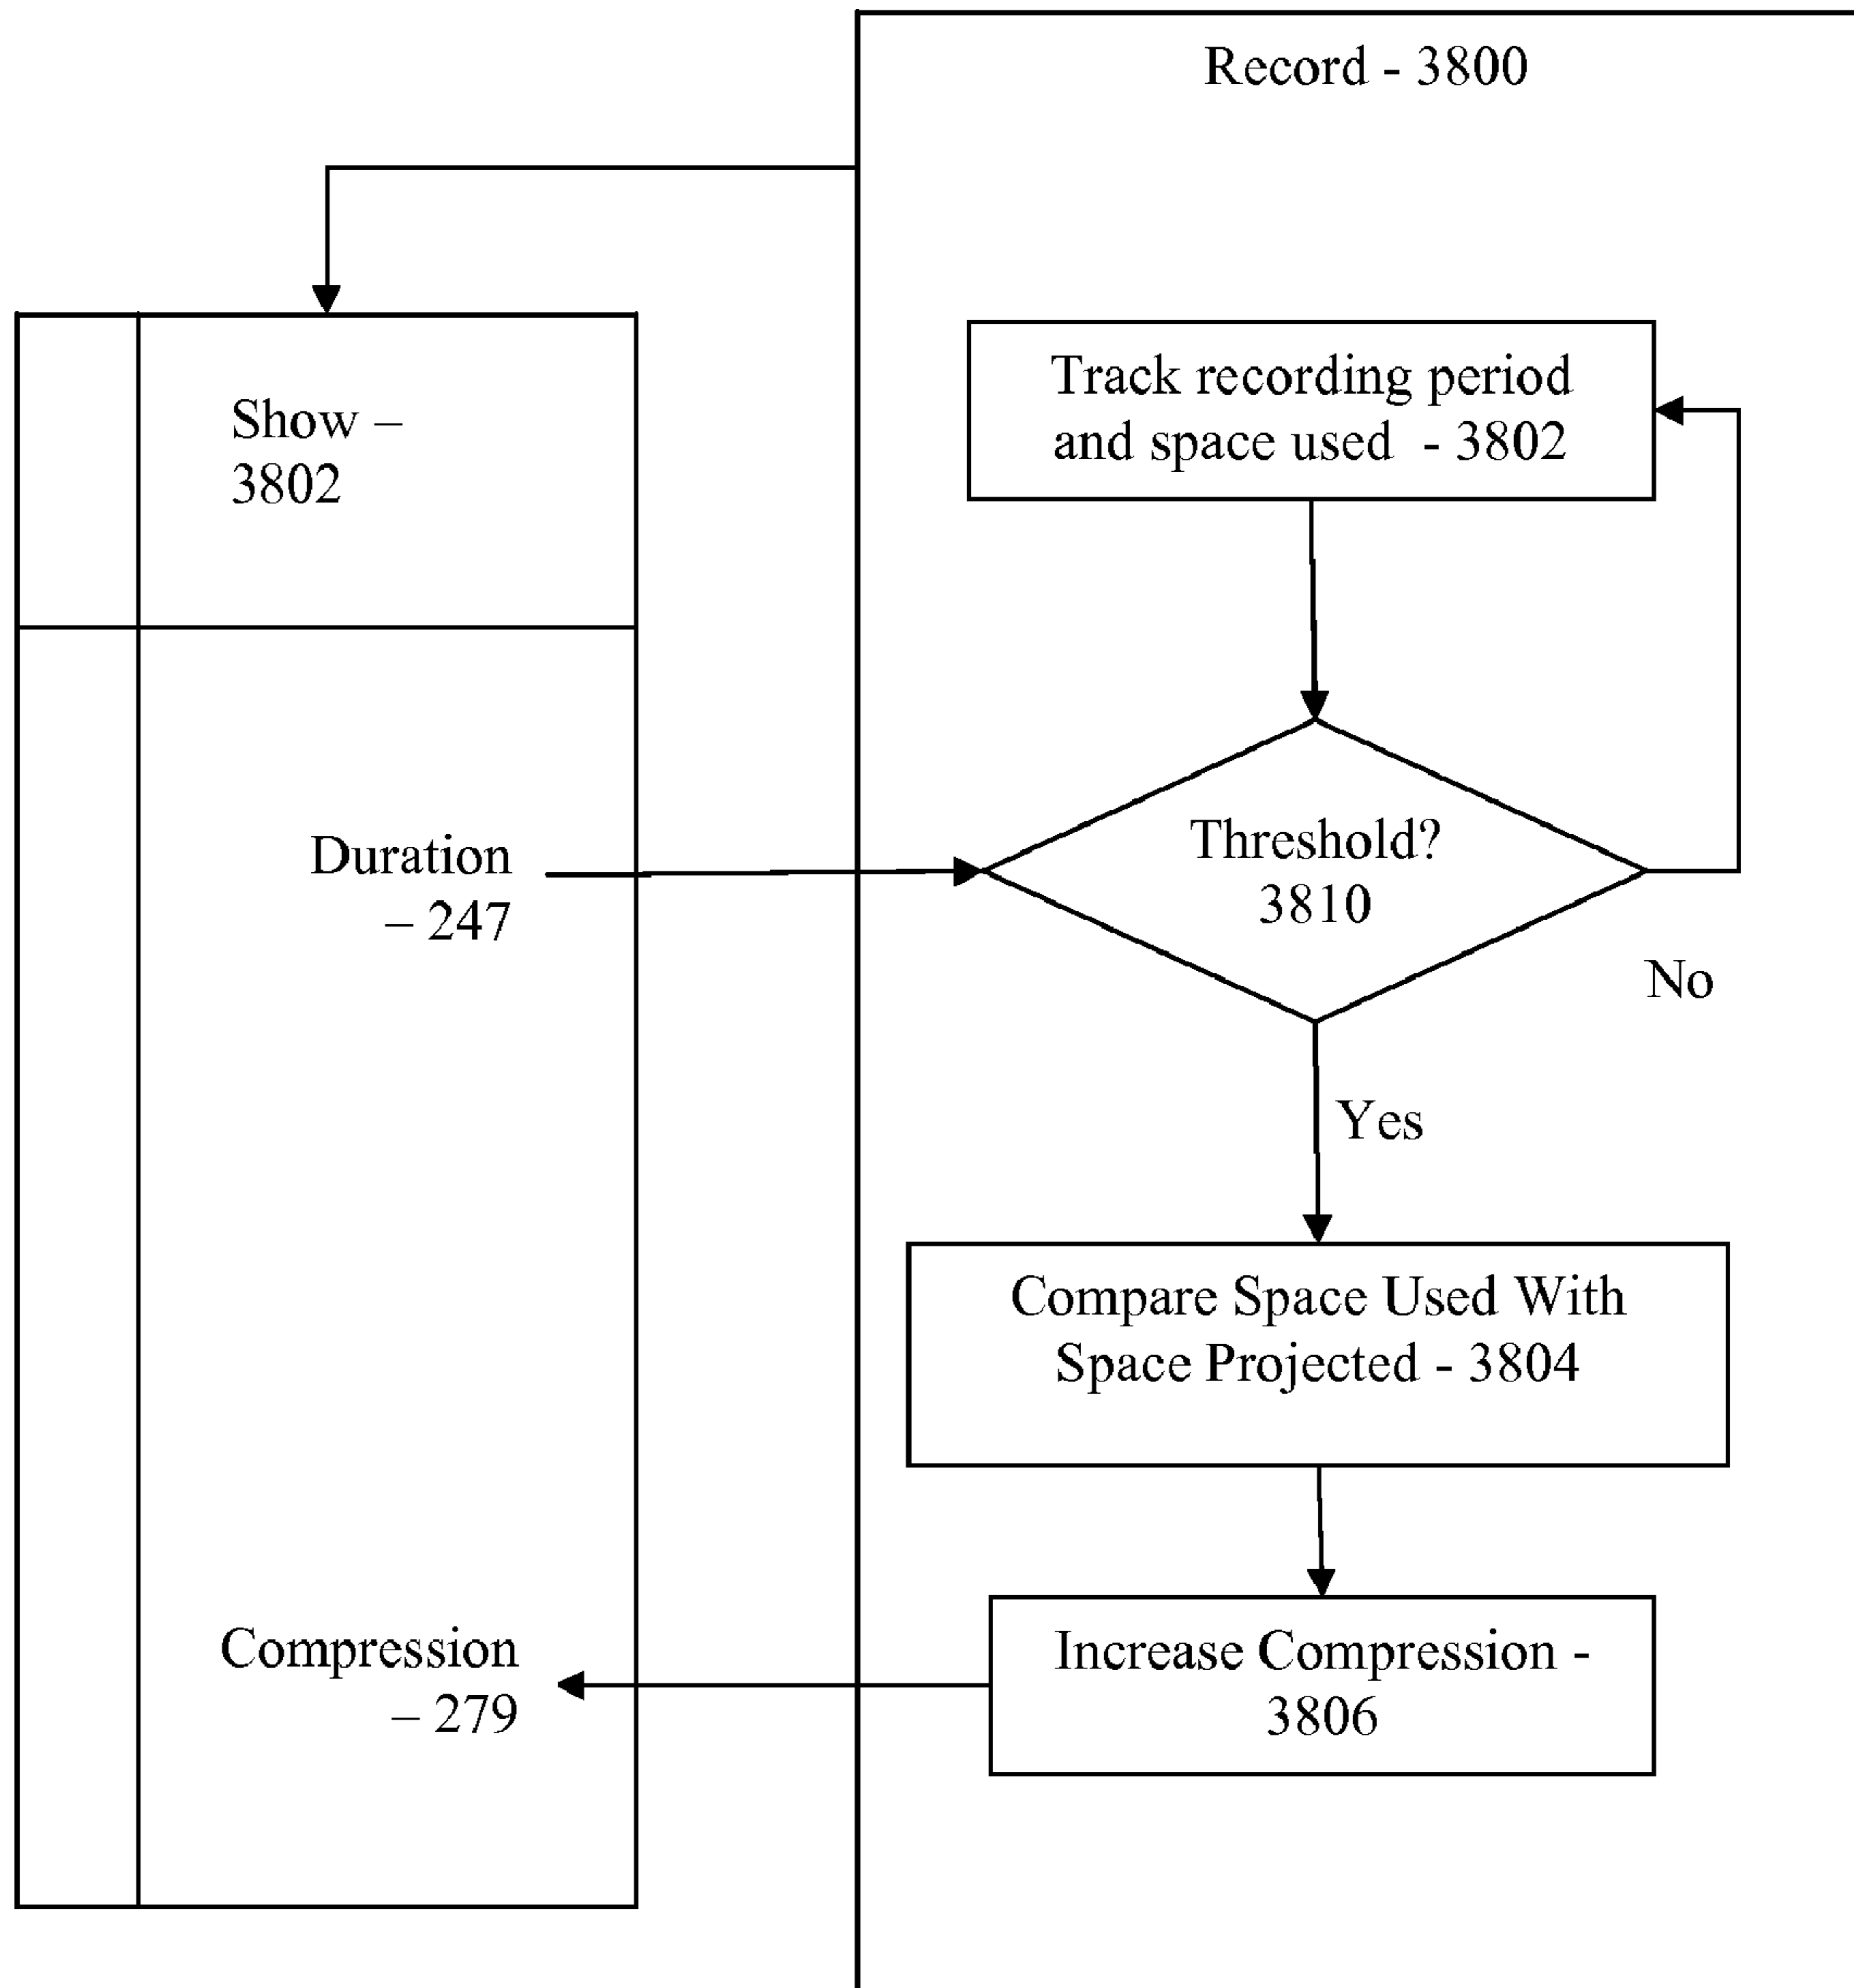 Record - 3800
Show –
3802
Track recording period
and space used - 3802
Duration
– 247
Threshold?
3810
No
Yes
Compare Space Used With
Space Projected - 3804
Compression
– 279
Increase Compression -
3806